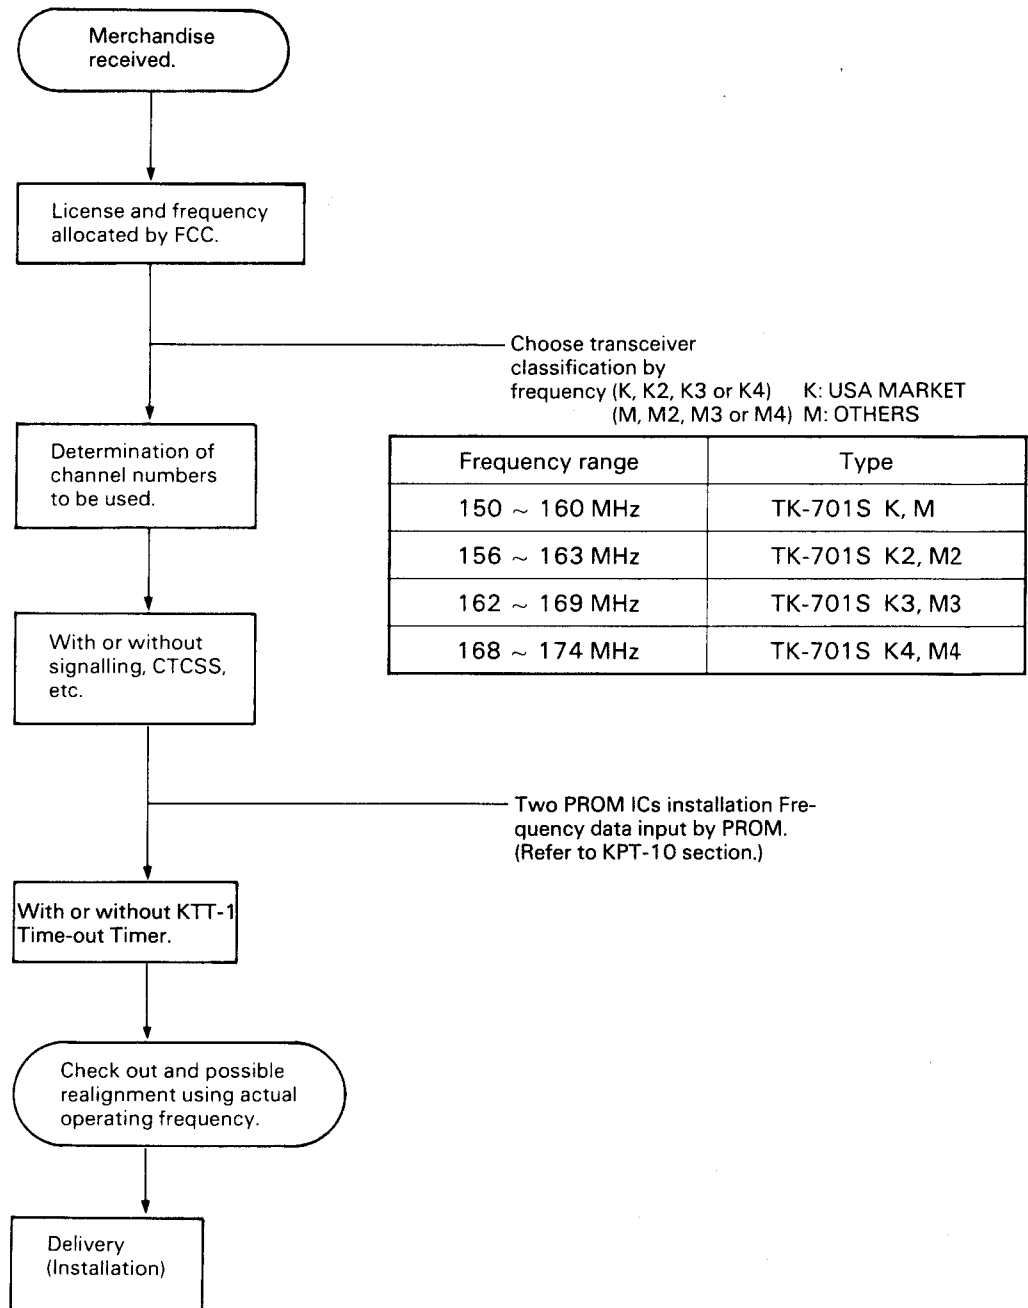 Merchandise
received.
License and frequency
allocated by FCC.
Choose transceiver
classification by
frequency (K, K2, K3 or K4) K: USA MARKET
(M, M2, M3 or M4) M: OTHERS
Determination of
channel numbers
to be used.
Frequency range Type
150 ~ 160 MHz TK-701S K, M
156 ~ 163 MHz TK-701S K2, M2
162 ~ 169 MHz TK-701S K3, M3
168 ~ 174 MHz TK-701S K4, M4
With or without
signalling, CTCSS,
etc.
Two PROM ICs installation Fre-
quency data input by PROM.
(Refer to KPT-10 section.)
With or without KTT-1
Time-out Timer.
Check out and possible
realignment using actual
operating frequency.
Delivery
(Installation)